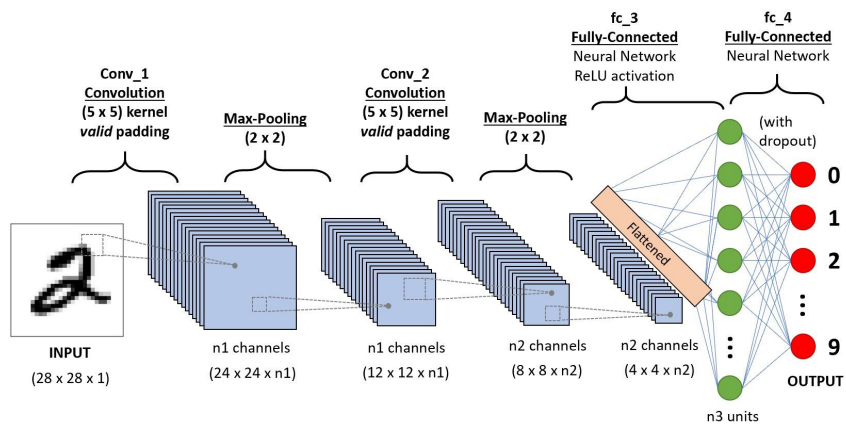 fc_3
Fully-Connected
Neural Network
ReLU activation
fc_4
Fully-Connected
Neural Network
Conv_1
Convolution
(5 x 5) kernel
valid padding
Max-Pooling
(2 x 2)
Conv_2
Convolution
(5 x 5) kernel
valid padding
Max-Pooling
(2 x 2)
(with
dropout)
Flattened
0
1
2
9
INPUT
(28 x 28 x 1)
n1 channels
(24 x 24 x n1)
n1 channels
(12 x 12 x n1)
n2 channels
(8 x 8 x n2)
n2 channels
(4 x 4 x n2)
OUTPUT
n3 units